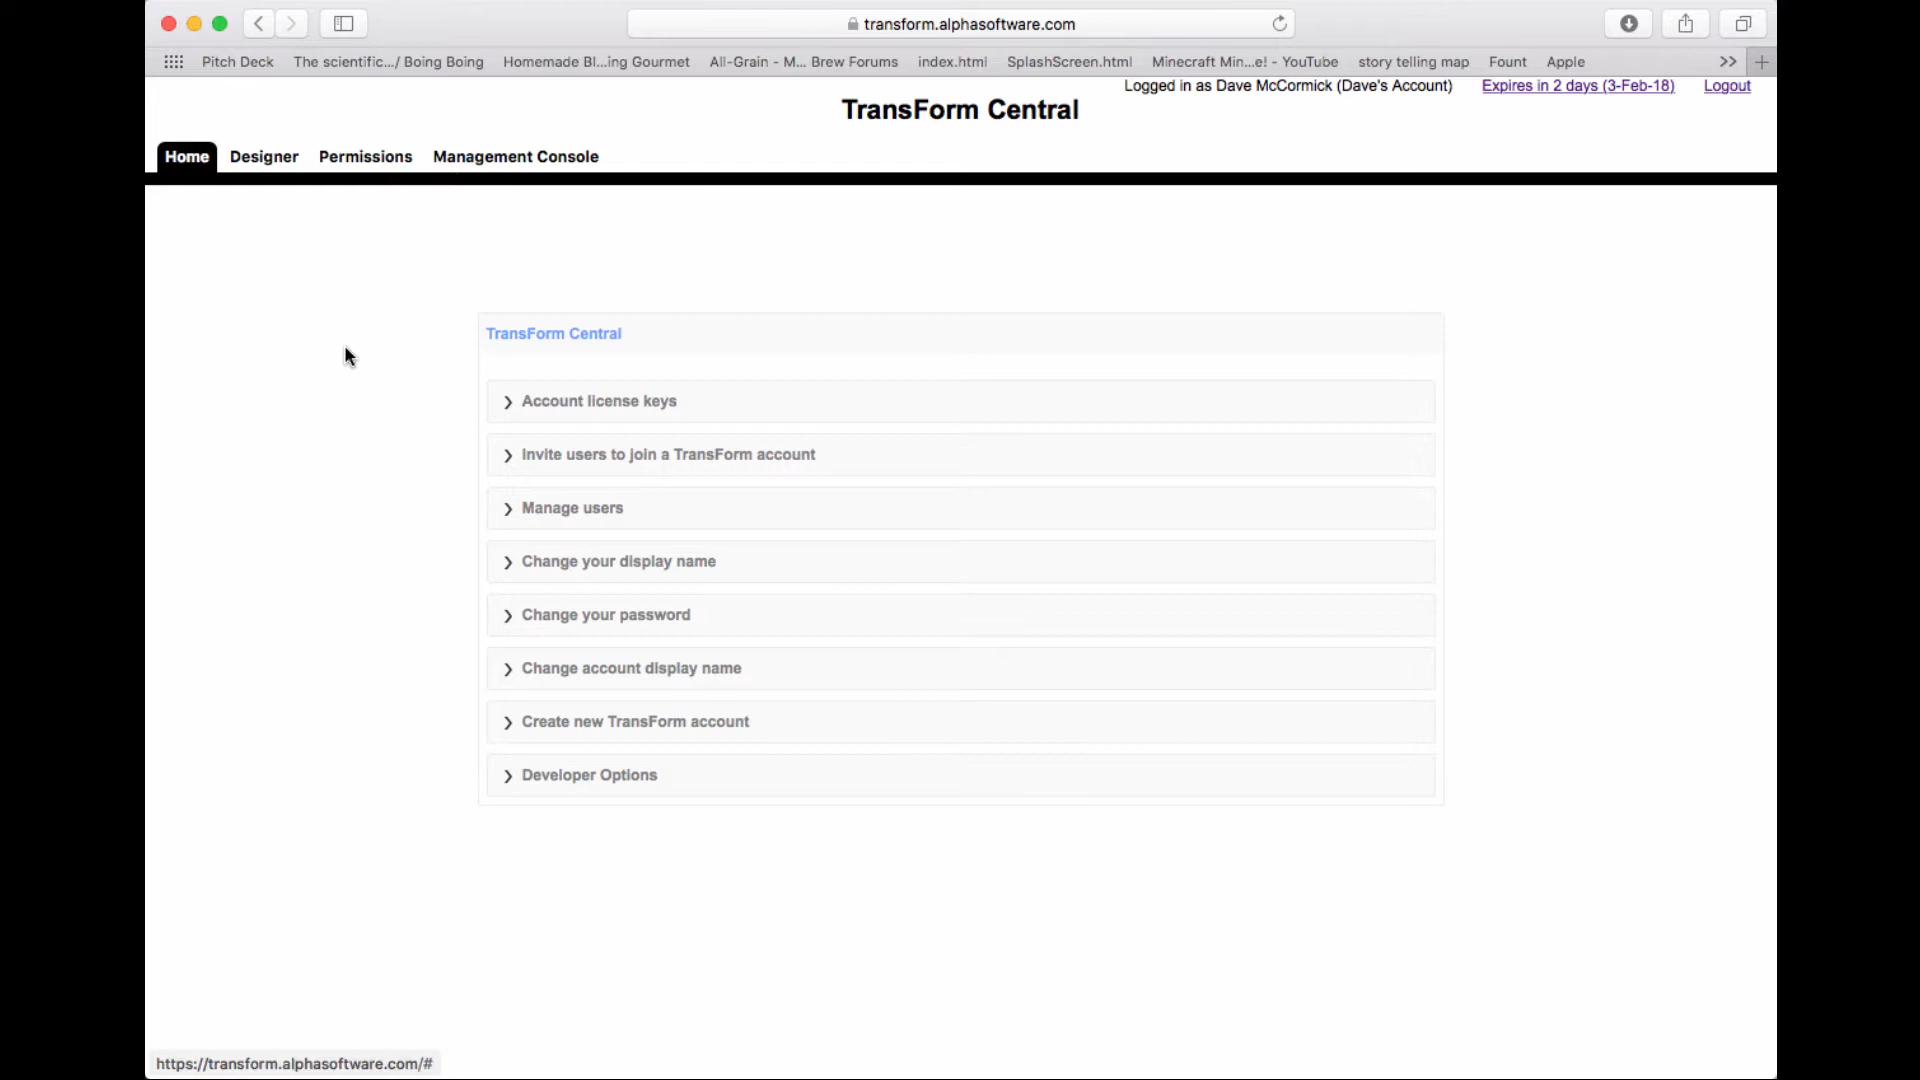 transform.alphasoftware.com
Pitch Deck The scientific.../ Boing Boing Homemade Bl...ing Gourmet All-Grain - M... Brew Forums index.html SplashScreen.html Minecraft Min...e! - YouTube story telling map Fount Apple >>
Logged in as Dave McCormick (Dave's Account) Expires in 2 days (3-Feb-18) Logout
TransForm Central
Home Designer Permissions Management Console
TransForm Central
Account license keys
Invite users to join a TransForm account
Manage users
Change your display name
Change your password
Change account display name
Create new TransForm account
Developer Options
https://transform.alphasoftware.com/#